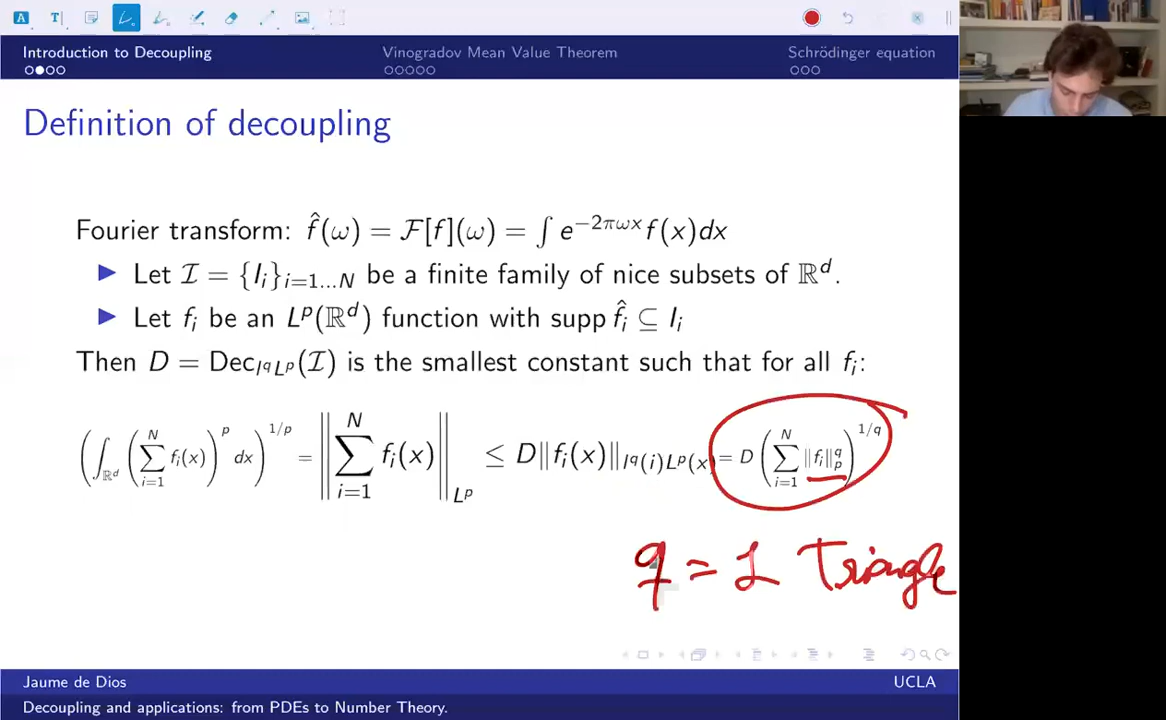 Introduction to Decoupling Vinogradov Mean Value Theorem Schrödinger equation
Definition of decoupling
Fourier transform: f̂(ω) = ℱ[f](ω) = ∫ e^{−2πωx} f(x)dx
▶ Let ℐ = {I_i}_{i=1...N} be a finite family of nice subsets of ℝ^d.
▶ Let f_i be an L^p(ℝ^d) function with supp f̂_i ⊆ I_i
Then D = Dec_{l^q L^p}(ℐ) is the smallest constant such that for all f_i:
(∫_{ℝ^d} (∑_{i=1}^{N} f_i(x))^p dx)^{1/p} = ‖∑_{i=1}^{N} f_i(x)‖_{L^p} ≤ D‖f_i(x)‖_{l^q(i)L^p(x)} = D (∑_{i=1}^{N} ‖f_i‖_p^q)^{1/q}
q = 1 Triangle
Jaume de Dios UCLA
Decoupling and applications: from PDEs to Number Theory.